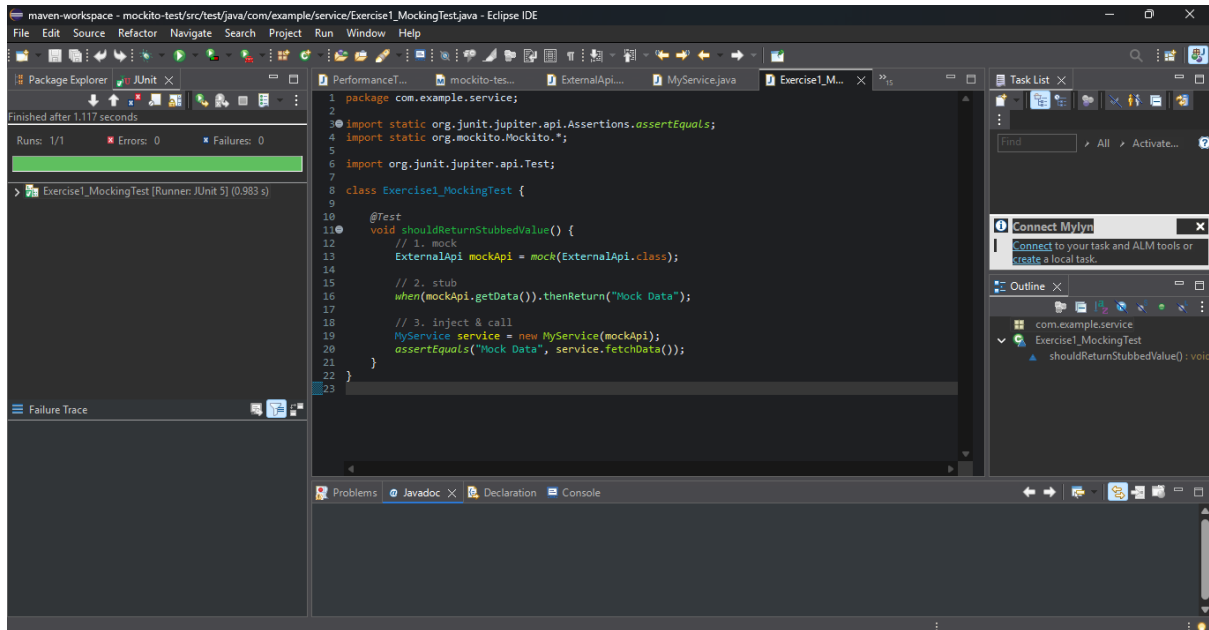 maven-workspace - mockito-test/src/test/java/com/example/service/Exercise1_MockingTest.java - Eclipse IDE
File Edit Source Refactor Navigate Search Project Run Window Help
Package Explorer JUnit
Finished after 1.117 seconds
Runs: 1/1 Errors: 0 Failures: 0
Exercise1_MockingTest [Runner: JUnit 5] (0.983 s)
Failure Trace
PerformanceT... mockito-tes... ExternalApi.... MyService.java Exercise1_M... 15
1 package com.example.service;
2
3 import static org.junit.jupiter.api.Assertions.assertEquals;
4 import static org.mockito.Mockito.*;
5
6 import org.junit.jupiter.api.Test;
7
8 class Exercise1_MockingTest {
9
10 @Test
11 void shouldReturnStubbedValue() {
12 // 1. mock
13 ExternalApi mockApi = mock(ExternalApi.class);
14
15 // 2. stub
16 when(mockApi.getData()).thenReturn("Mock Data");
17
18 // 3. inject & call
19 MyService service = new MyService(mockApi);
20 assertEquals("Mock Data", service.fetchData());
21 }
22 }
23
Problems Javadoc Declaration Console
Task List
Find All Activate...
Connect Mylyn
Connect to your task and ALM tools or
create a local task.
Outline
com.example.service
Exercise1_MockingTest
shouldReturnStubbedValue() : void